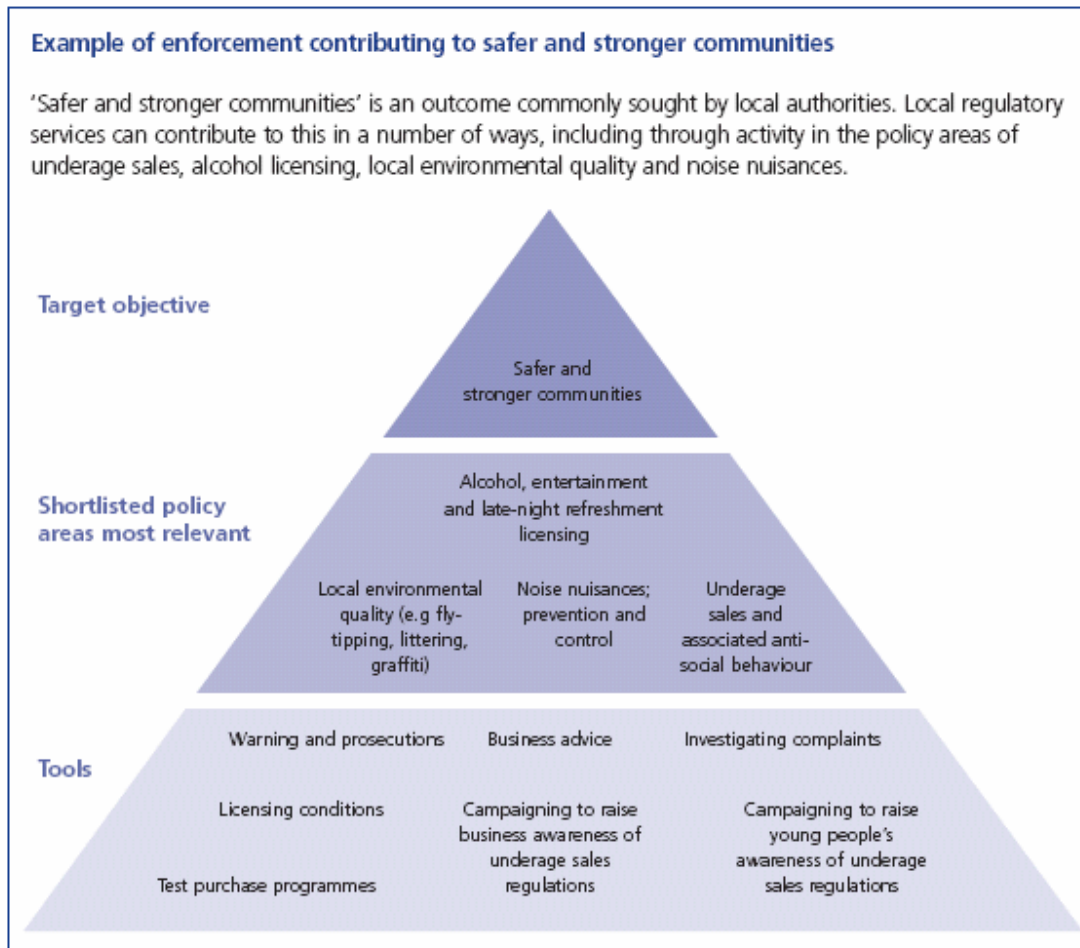 Example of enforcement contributing to safer and stronger communities
‘Safer and stronger communities’ is an outcome commonly sought by local authorities. Local regulatory
services can contribute to this in a number of ways, including through activity in the policy areas of
underage sales, alcohol licensing, local environmental quality and noise nuisances.
Target objective
Safer and
stronger communities
Shortlisted policy
areas most relevant
Alcohol, entertainment
and late-night refreshment
licensing
Local environmental
quality (e.g fly-
tipping, littering,
graffiti)
Noise nuisances;
prevention and
control
Underage
sales and
associated anti-
social behaviour
Tools
Warning and prosecutions
Business advice
Investigating complaints
Licensing conditions
Campaigning to raise
business awareness of
underage sales
regulations
Campaigning to raise
young people’s
awareness of underage
sales regulations
Test purchase programmes